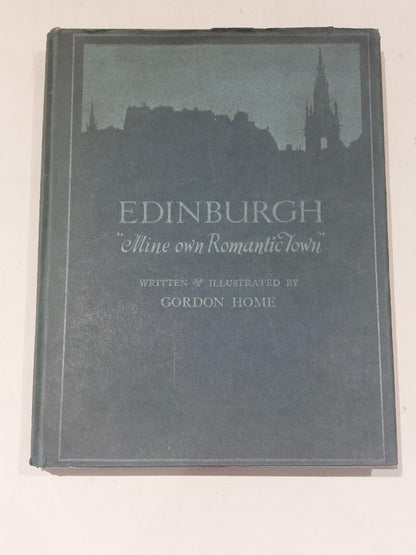 EDINBURGH
"Mine own Romantic Town"
WRITTEN & ILLUSTRATED BY
GORDON HOME